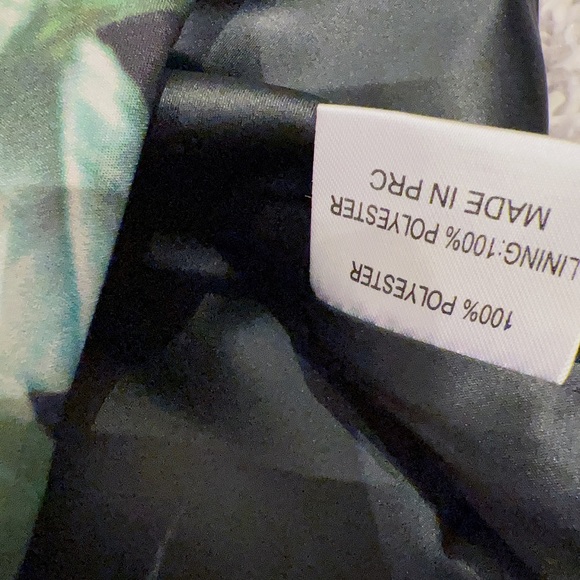 100% POLYESTER
LINING:100% POLYESTER
MADE IN PRC